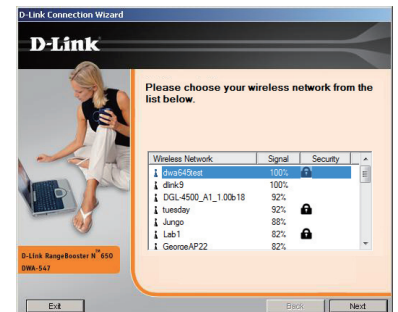 D-Link Connection Wizard
D-Link
Please choose your wireless network from the
list below.
Wireless Network Signal Security
dwa645test 100%
dlink9 100%
DGL-4500_A1_1.00b18 92%
tuesday 92%
Jungo 88%
Lab1 82%
GeorgeAP22 82%
D-Link RangeBooster N™ 650
DWA-547
Exit Back Next